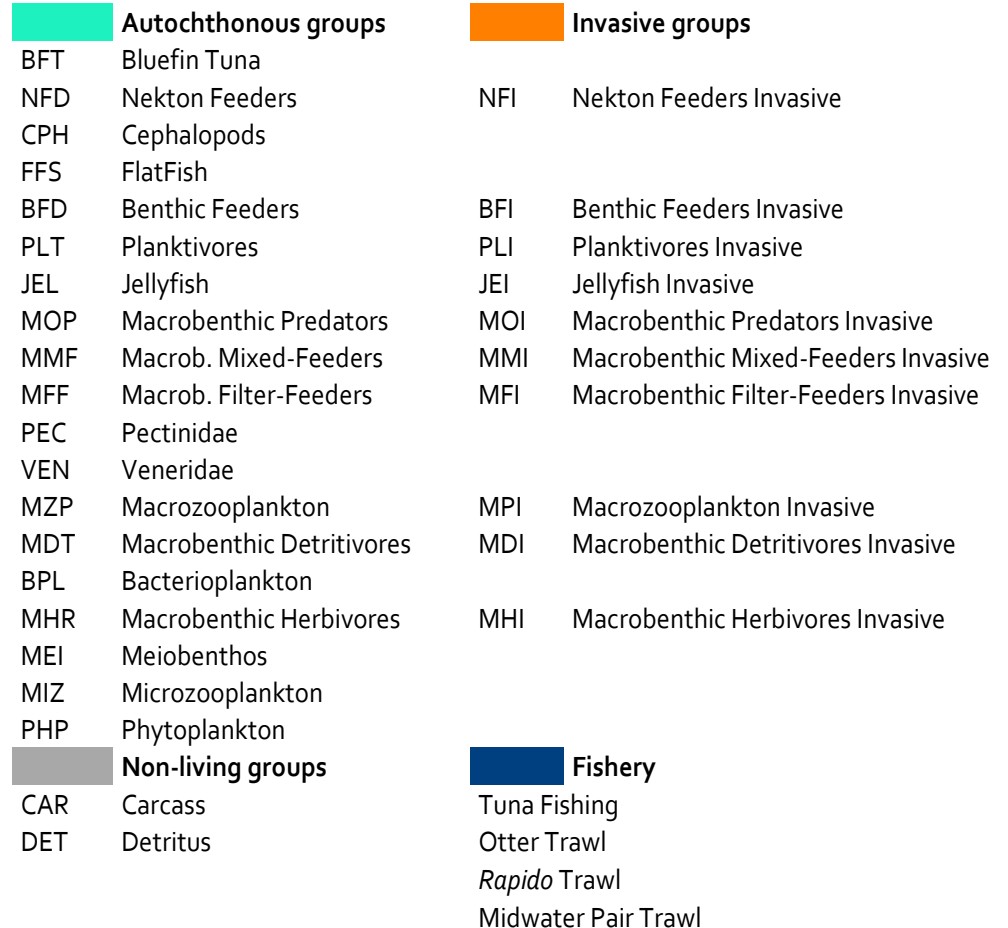 Autochthonous groups Invasive groups
BFT Bluefin Tuna
NFD Nekton Feeders NFI Nekton Feeders Invasive
CPH Cephalopods
FFS FlatFish
BFD Benthic Feeders BFI Benthic Feeders Invasive
PLT Planktivores PLI Planktivores Invasive
JEL Jellyfish JEI Jellyfish Invasive
MOP Macrobenthic Predators MOI Macrobenthic Predators Invasive
MMF Macrob. Mixed-Feeders MMI Macrobenthic Mixed-Feeders Invasive
MFF Macrob. Filter-Feeders MFI Macrobenthic Filter-Feeders Invasive
PEC Pectinidae
VEN Veneridae
MZP Macrozooplankton MPI Macrozooplankton Invasive
MDT Macrobenthic Detritivores MDI Macrobenthic Detritivores Invasive
BPL Bacterioplankton
MHR Macrobenthic Herbivores MHI Macrobenthic Herbivores Invasive
MEI Meiobenthos
MIZ Microzooplankton
PHP Phytoplankton
Non-living groups Fishery
CAR Carcass Tuna Fishing
DET Detritus Otter Trawl
Rapido Trawl
Midwater Pair Trawl